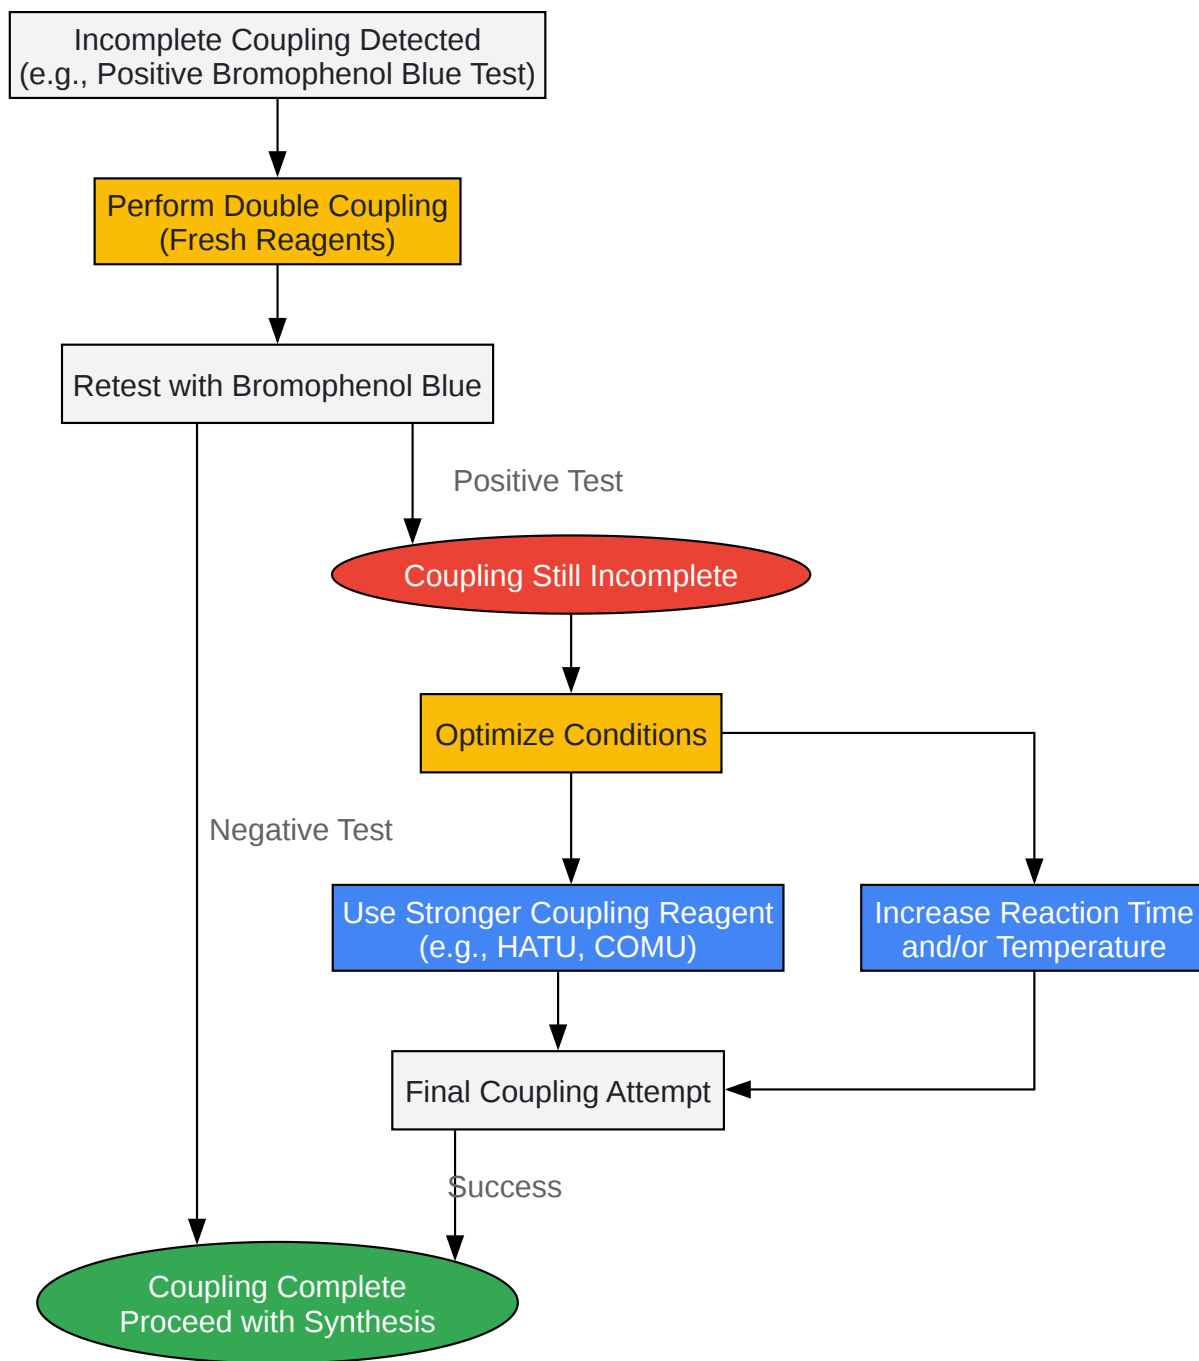 Incomplete Coupling Detected
(e.g., Positive Bromophenol Blue Test)
Perform Double Coupling
(Fresh Reagents)
Retest with Bromophenol Blue
Positive Test
Coupling Still Incomplete
Optimize Conditions
Negative Test
Use Stronger Coupling Reagent
(e.g., HATU, COMU)
Increase Reaction Time
and/or Temperature
Final Coupling Attempt
Success
Coupling Complete
Proceed with Synthesis